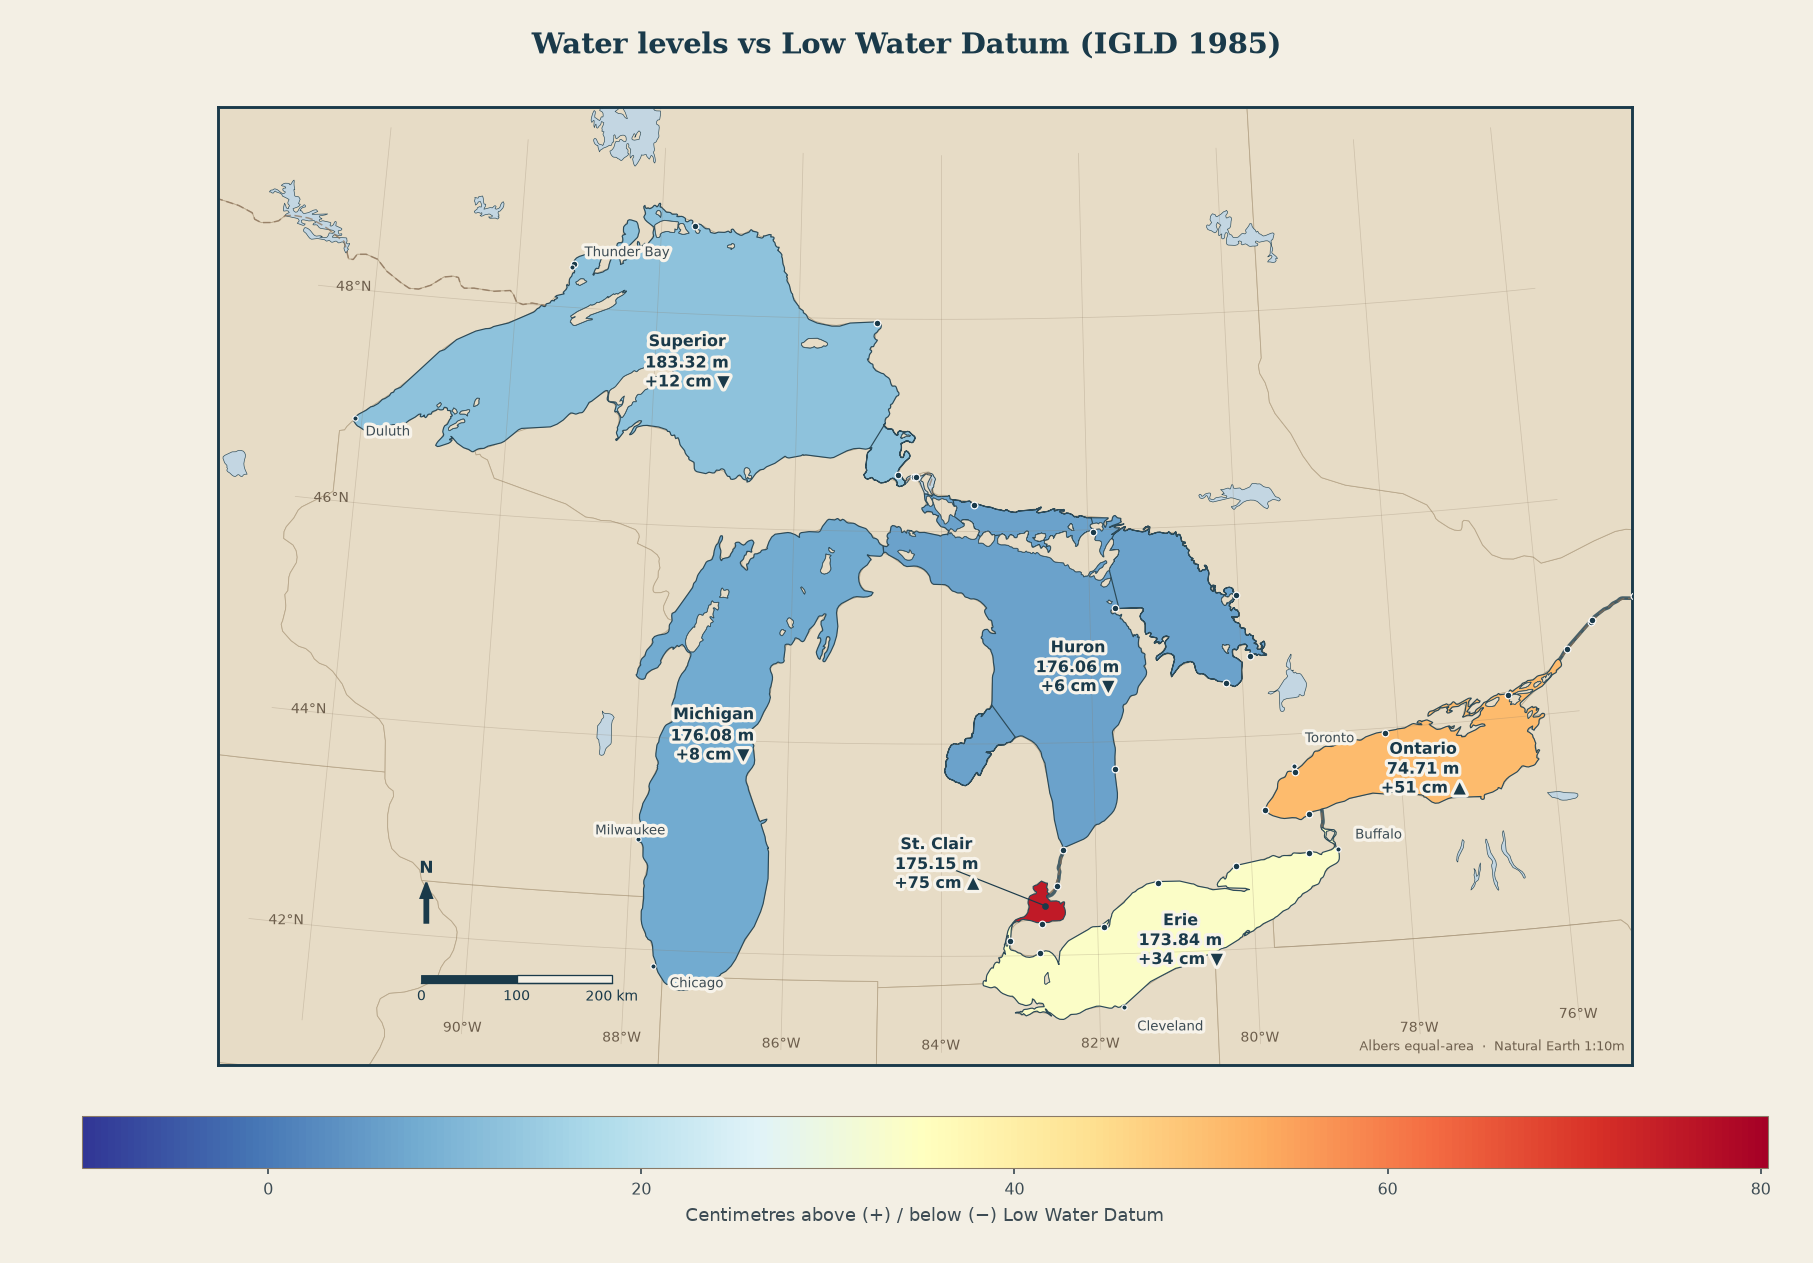 Water levels vs Low Water Datum (IGLD 1985)
Thunder Bay
48°N
Superior
183.32 m
+12 cm ▼
Duluth
46°N
Huron
176.06 m
+6 cm ▼
44°N
Michigan
176.08 m
+8 cm ▼
Toronto
Ontario
74.71 m
+51 cm ▲
Milwaukee
Buffalo
St. Clair
175.15 m
+75 cm ▲
N
42°N
Erie
173.84 m
+34 cm ▼
Chicago
0 100 200 km
Cleveland
90°W 88°W 86°W 84°W 82°W 80°W 78°W 76°W
Albers equal-area · Natural Earth 1:10m
0 20 40 60 80
Centimetres above (+) / below (−) Low Water Datum